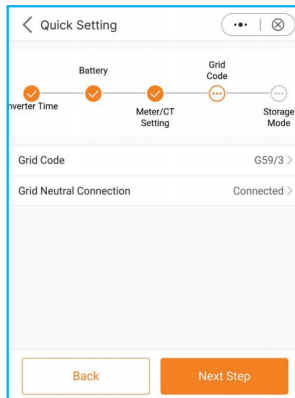 Quick Setting
Battery
Grid
Code
nverter Time
Meter/CT
Setting
Storage
Mode
Grid Code G59/3
Grid Neutral Connection Connected
Back Next Step